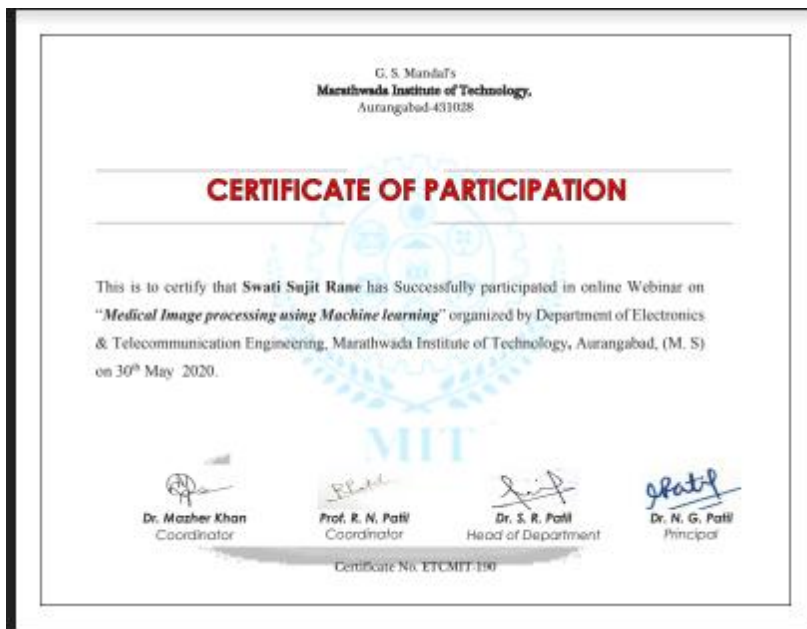 G. S. Mandal's
Marathwada Institute of Technology,
Aurangabad-431028
CERTIFICATE OF PARTICIPATION
This is to certify that Swati Sujit Rane has Successfully participated in online Webinar on
“Medical Image processing using Machine learning” organized by Department of Electronics
& Telecommunication Engineering, Marathwada Institute of Technology, Aurangabad, (M. S)
on 30th May 2020.
MIT
Dr. Mazher Khan Prof. R. N. Patil Dr. S. R. Patil Dr. N. G. Patil
Coordinator Coordinator Head of Department Principal
Certificate No. ETCMIT-190